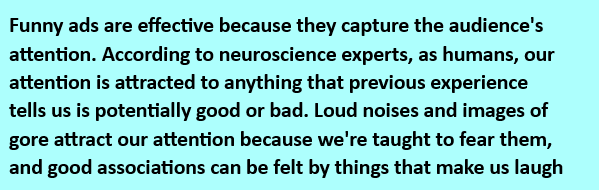 Funny ads are effective because they capture the audience's
attention. According to neuroscience experts, as humans, our
attention is attracted to anything that previous experience
tells us is potentially good or bad. Loud noises and images of
gore attract our attention because we're taught to fear them,
and good associations can be felt by things that make us laugh